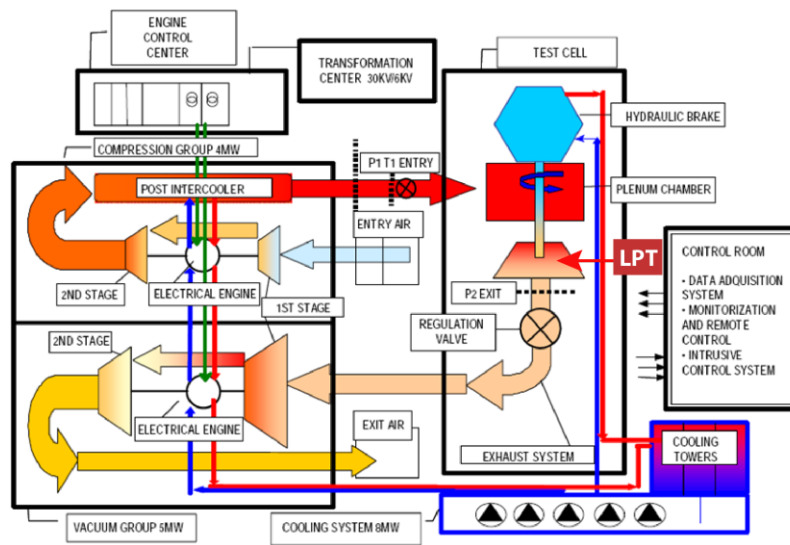 ENGINE
CONTROL
CENTER
TRANSFORMATION
CENTER 30KV/6KV
TEST CELL
HYDRAULIC BRAKE
COMPRESSION GROUP 4MW
P1 T1 ENTRY
POST INTERCOOLER
PLENUM CHAMBER
ENTRY AIR
LPT
CONTROL ROOM
• DATA ADQUISITION
SYSTEM
• MONITORIZATION
AND REMOTE
CONTROL
• INTRUSIVE
CONTROL SYSTEM
2ND STAGE
ELECTRICAL ENGINE
1ST STAGE
P2 EXIT
REGULATION
VALVE
2ND STAGE
ELECTRICAL
ENGINE
EXIT AIR
EXHAUST SYSTEM
COOLING
TOWERS
VACUUM GROUP 5MW
COOLING SYSTEM 8MW